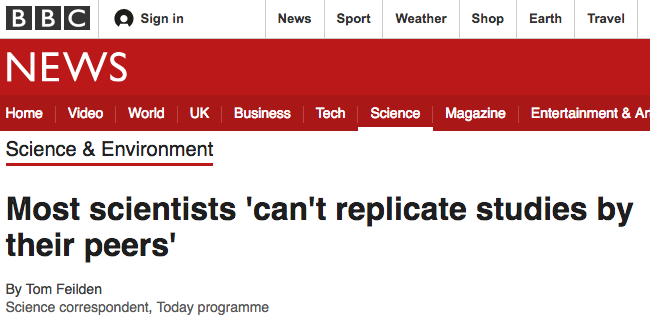 BBC Sign in News Sport Weather Shop Earth Travel
NEWS
Home Video World UK Business Tech Science Magazine Entertainment & Ar
Science & Environment
Most scientists 'can't replicate studies by
their peers'
By Tom Feilden
Science correspondent, Today programme